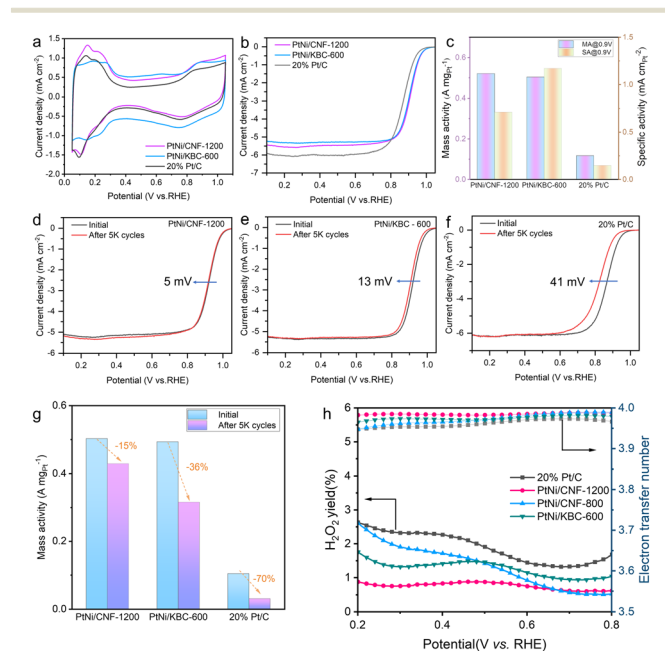 a
1.5
1.0
0.5
0.0
-0.5
-1.0
-1.5
-2.0
0.0 0.2 0.4 0.6 0.8 1.0
Current density (mA cm⁻²)
Potential (V vs.RHE)
PtNi/CNF-1200
PtNi/KBC-600
20% Pt/C
b
0
-1
-2
-3
-4
-5
-6
-7
0.2 0.4 0.6 0.8 1.0
Current density (mA cm⁻²)
Potential (V vs.RHE)
PtNi/CNF-1200
PtNi/KBC-600
20% Pt/C
c
MA@0.9V
SA@0.9V
0.6
0.4
0.2
0.0
1.5
1.0
0.5
0.0
Mass activity (A mgPt⁻¹)
Specific activity (mA cmPt⁻²)
PtNi/CNF-1200 PtNi/KBC-600 20% Pt/C
d
Initial
After 5K cycles
PtNi/CNF-1200
5 mV
0
-1
-2
-3
-4
-5
-6
0.2 0.4 0.6 0.8 1.0
Current density (mA cm⁻²)
Potential (V vs.RHE)
e
Initial
After 5K cycles
PtNi/KBC - 600
13 mV
0
-1
-2
-3
-4
-5
-6
0.2 0.4 0.6 0.8 1.0
Current density (mA cm⁻²)
Potential (V vs.RHE)
f
Initial
After 5K cycles
20% Pt/C
41 mV
0
-1
-2
-3
-4
-5
-6
-7
0.2 0.4 0.6 0.8 1.0
Current density (mA cm⁻²)
Potential (V vs.RHE)
g
Initial
After 5K cycles
0.6
0.4
0.2
0.0
Mass activity (A mgPt⁻¹)
-15%
-36%
-70%
PtNi/CNF-1200 PtNi/KBC-600 20% Pt/C
h
6
5
4
3
2
1
0
H₂O₂ yield(%)
4.0
3.9
3.8
3.7
3.6
3.5
Electron transfer number
20% Pt/C
PtNi/CNF-1200
PtNi/CNF-800
PtNi/KBC-600
0.2 0.3 0.4 0.5 0.6 0.7 0.8
Potential(V vs. RHE)